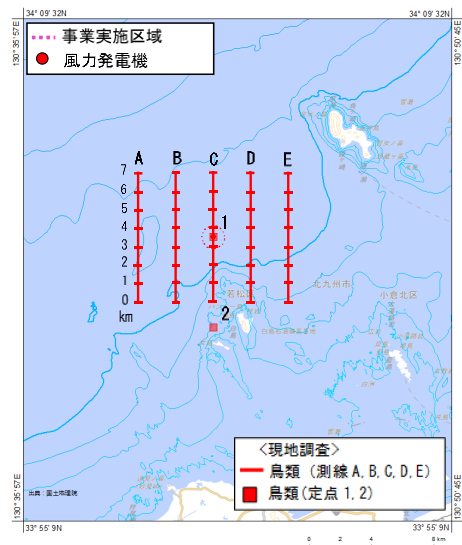 34° 09' 32N
34° 09' 32N
130° 35' 57E
130° 50' 45E
事業実施区域
風力発電機
A B C D E
7
6
5
4
3
2
1
0
km
1
2
若松区
北九州市
小倉北区
<現地調査>
鳥類（測線A,B,C,D,E）
鳥類(定点1,2)
出典：国土地理院
130° 35' 57E
130° 50' 45E
33° 55' 9N
33° 55' 9N
0 2 4 8 km